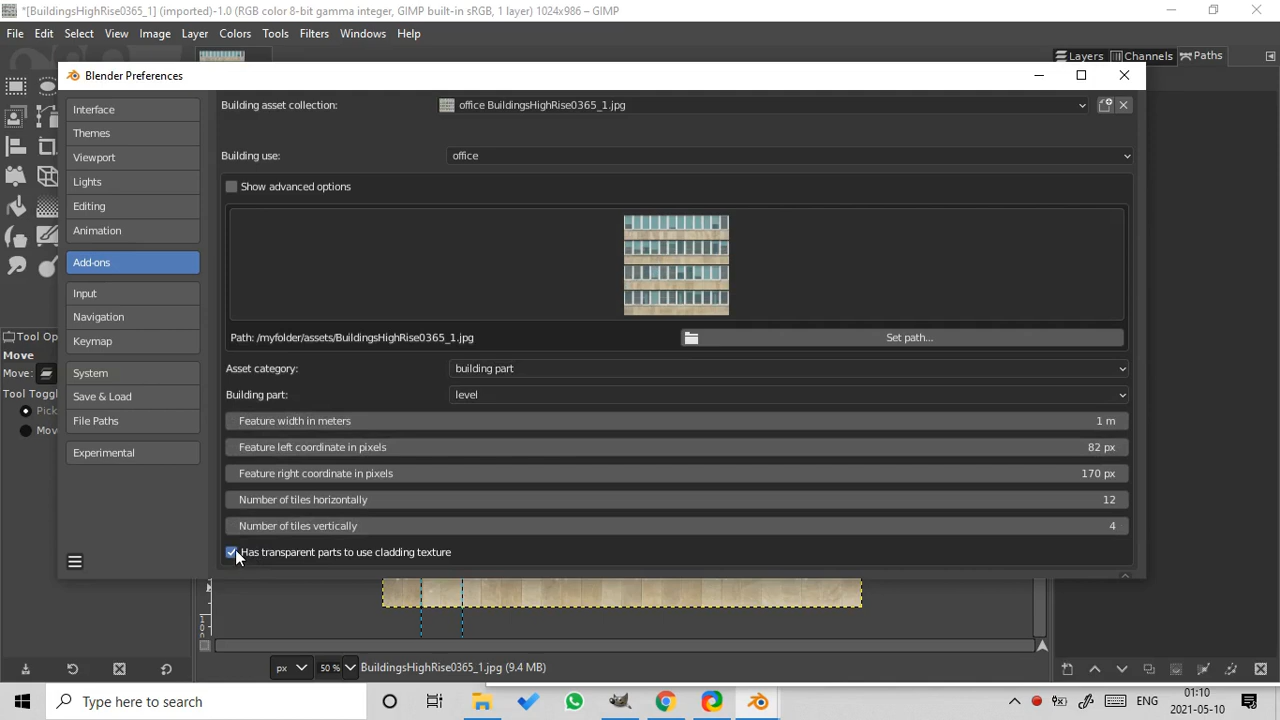 *[BuildingsHighRise0365_1] (imported)-1.0 (RGB color 8-bit gamma integer, GIMP built-in sRGB, 1 layer) 1024x986 – GIMP
File Edit Select View Image Layer Colors Tools Filters Windows Help
Layers Channels Paths
Blender Preferences
Interface
Themes
Viewport
Lights
Editing
Animation
Add-ons
Input
Navigation
Keymap
System
Save & Load
File Paths
Experimental
Building asset collection: office BuildingsHighRise0365_1.jpg
Building use: office
Show advanced options
Path: /myfolder/assets/BuildingsHighRise0365_1.jpg Set path...
Asset category: building part
Building part: level
Feature width in meters 1 m
Feature left coordinate in pixels 82 px
Feature right coordinate in pixels 170 px
Number of tiles horizontally 12
Number of tiles vertically 4
Has transparent parts to use cladding texture
Tool Op
Move
Move:
Tool Toggl
Pick
Mov
px 50 % BuildingsHighRise0365_1.jpg (9.4 MB)
Type here to search
ENG
01:10
2021-05-10